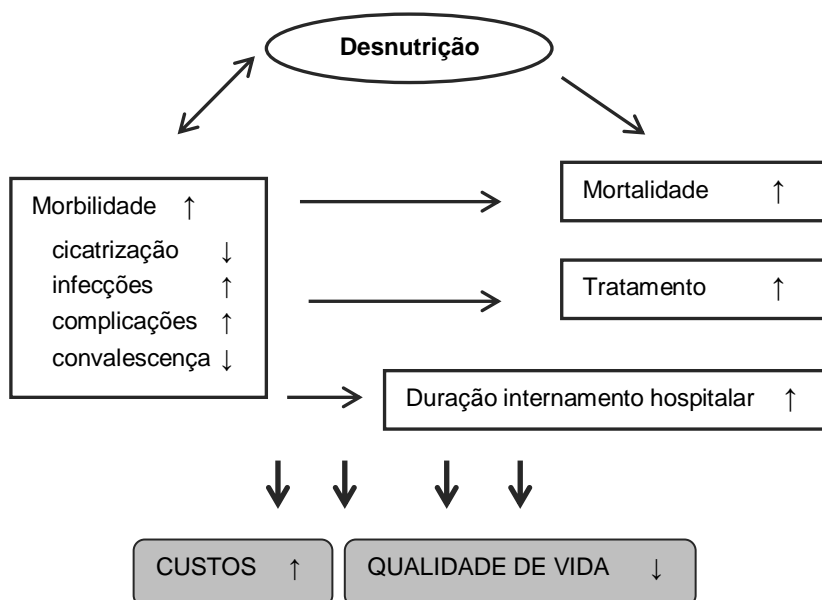 Desnutrição
Morbilidade ↑
cicatrização ↓
infecções ↑
complicações ↑
convalescença ↓
Mortalidade ↑
Tratamento ↑
Duração internamento hospitalar ↑
CUSTOS ↑
QUALIDADE DE VIDA ↓